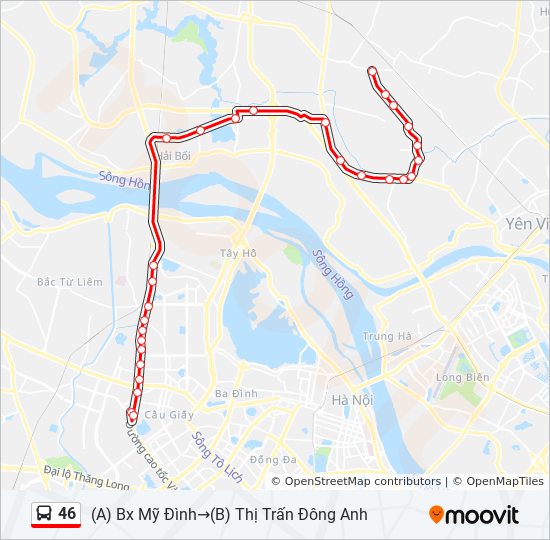 Hải Bối
Sông Hồng
Yên Vi
Tây Hồ
Sông Hồng
Bắc Từ Liêm
Trung Hà
Long Biên
Ba Đình
Hà Nội
Cầu Giấy
Đường cao tốc Và
Sông Tô Lịch
Đống Đa
Đại lộ Thăng Long
© OpenStreetMap contributors | © OpenMapTiles
46 (A) Bx Mỹ Đình→(B) Thị Trấn Đông Anh
moovit